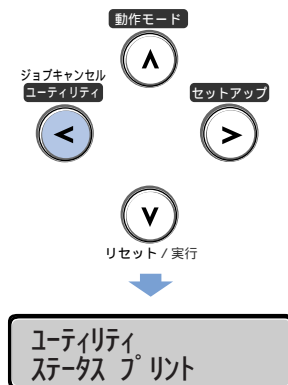 動作モード
ジョブキャンセル
ユーティリティ
セットアップ
リセット / 実行
ユーティリティ
ステータス プリント